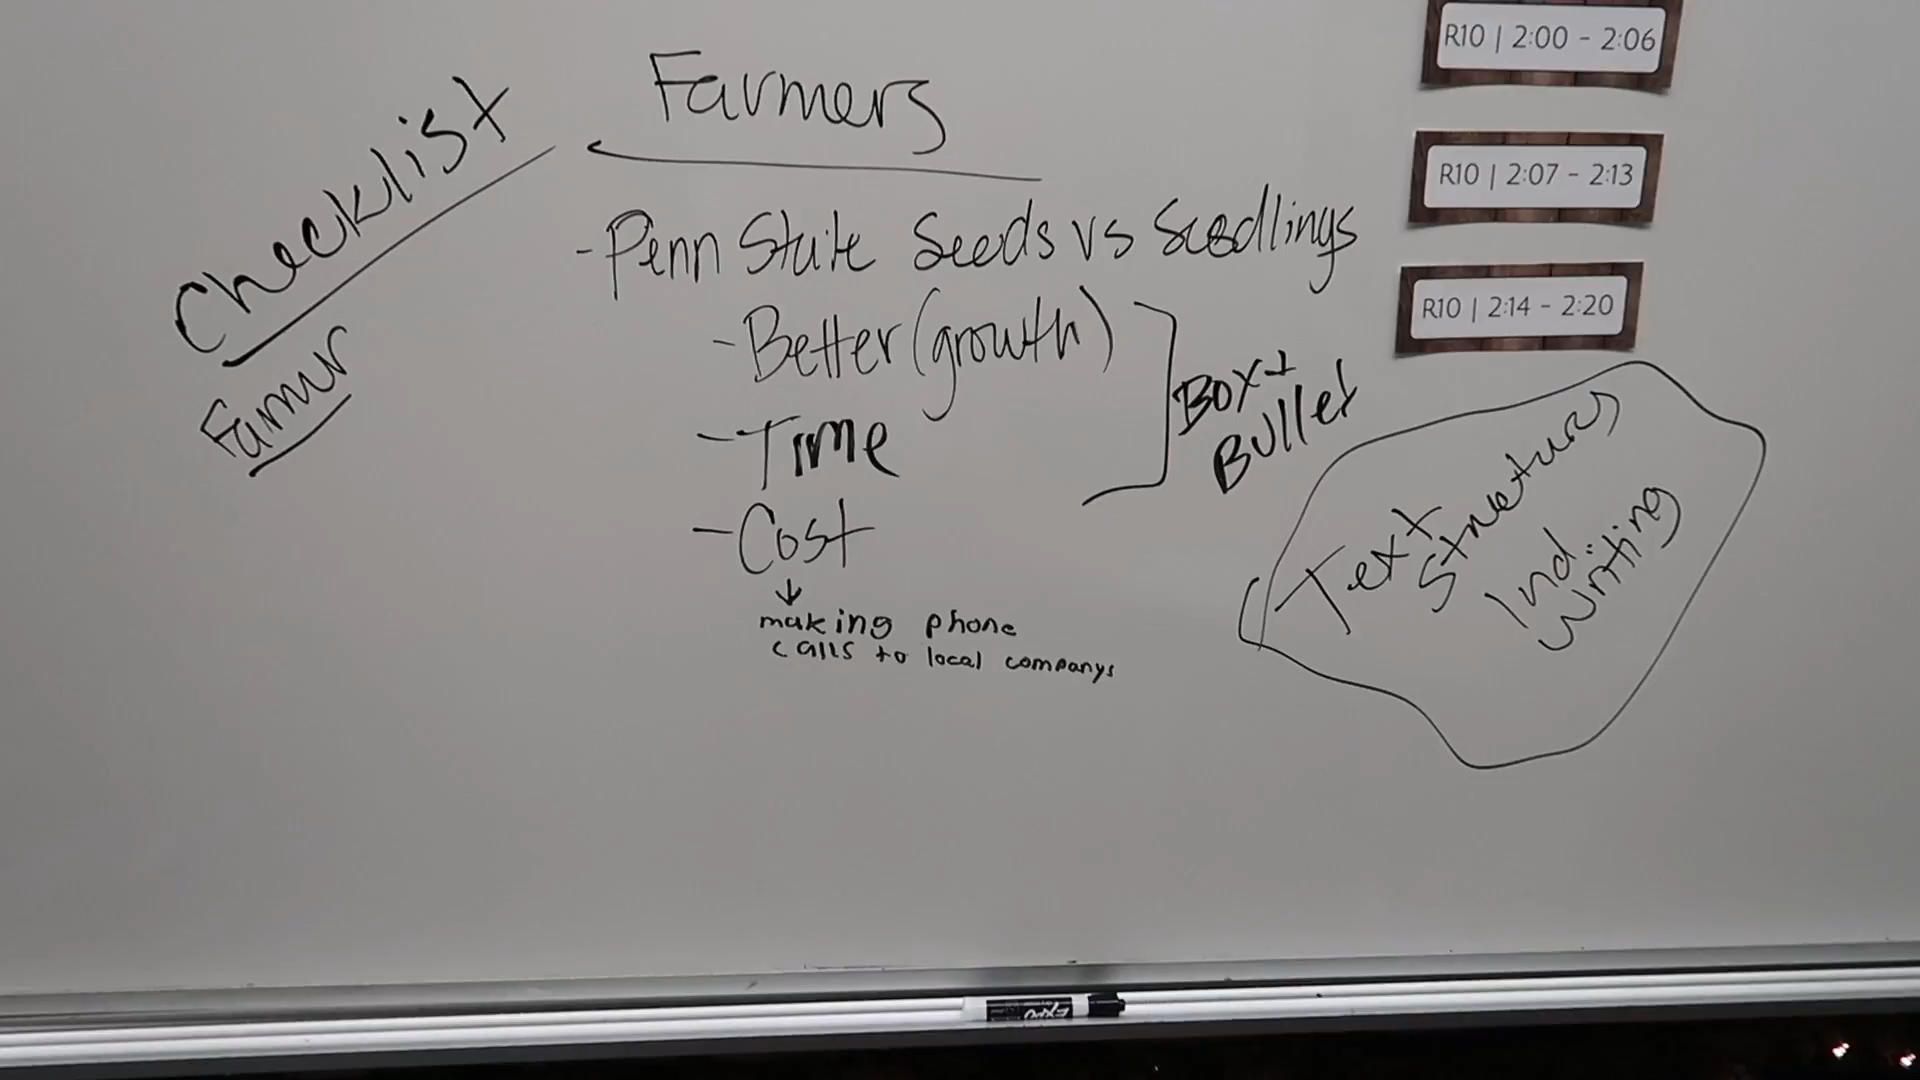 Farmers
Checklist
Farmer
- Penn State Seeds vs Seedlings
- Better (growth)
- Time
- Cost
↓
making phone
calls to local companys
Box +
Bullet
Text
Structures
Ind.
Writing
R10 | 2:00 - 2:06
R10 | 2:07 - 2:13
R10 | 2:14 - 2:20
EXPO